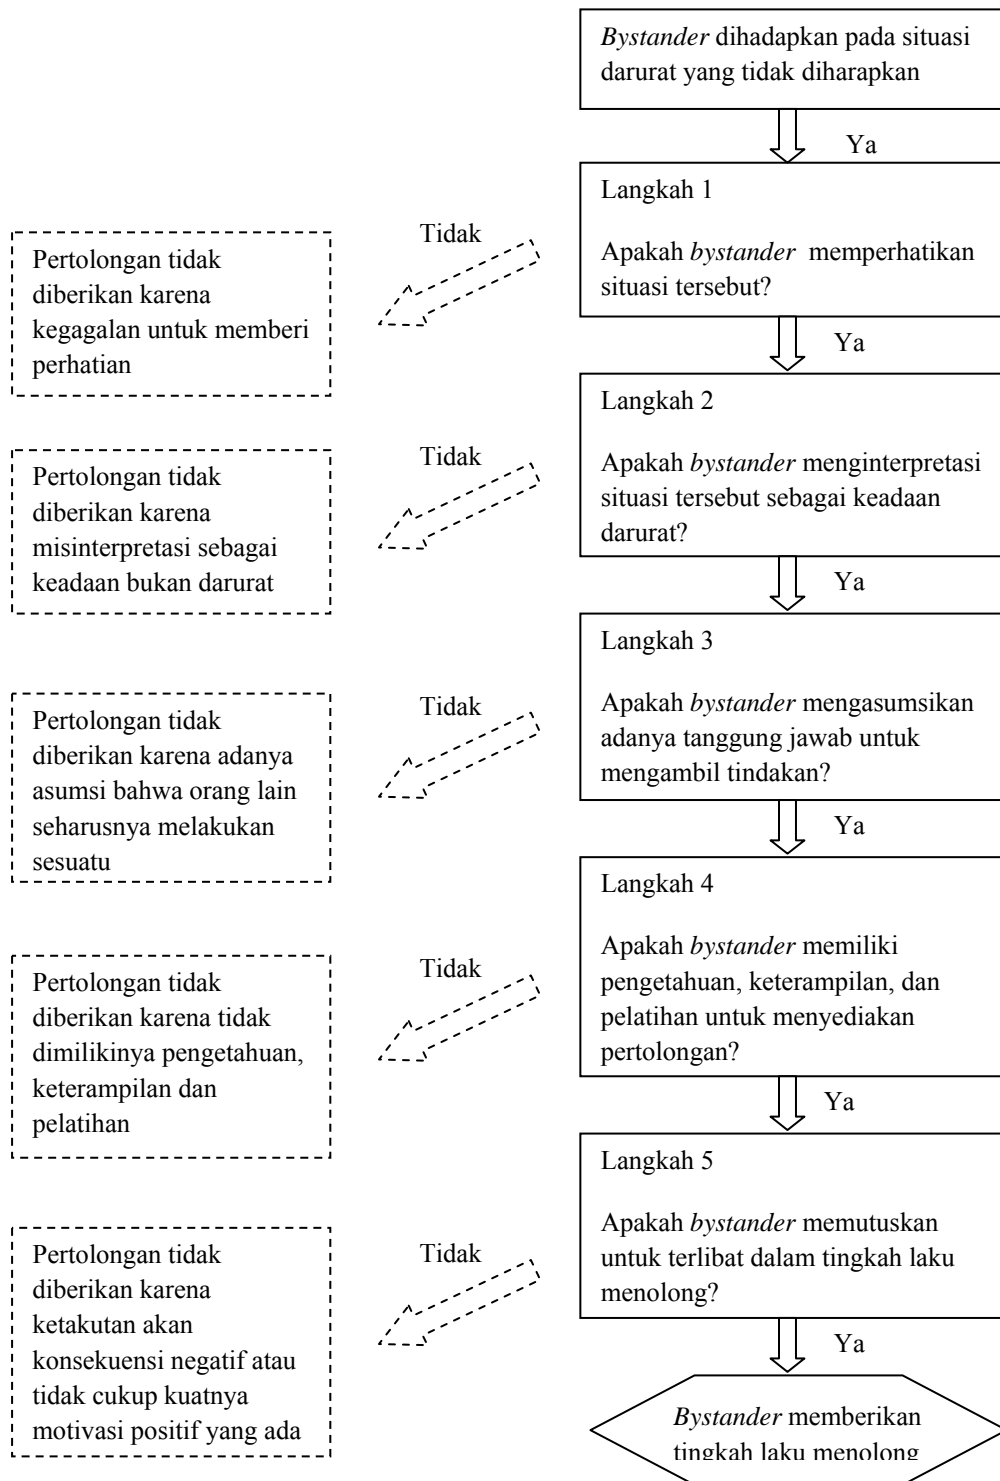 Bystander dihadapkan pada situasi
darurat yang tidak diharapkan
Ya
Langkah 1
Apakah bystander memperhatikan
situasi tersebut?
Tidak
Pertolongan tidak
diberikan karena
kegagalan untuk memberi
perhatian
Ya
Langkah 2
Apakah bystander menginterpretasi
situasi tersebut sebagai keadaan
darurat?
Tidak
Pertolongan tidak
diberikan karena
misinterpretasi sebagai
keadaan bukan darurat
Ya
Langkah 3
Apakah bystander mengasumsikan
adanya tanggung jawab untuk
mengambil tindakan?
Tidak
Pertolongan tidak
diberikan karena adanya
asumsi bahwa orang lain
seharusnya melakukan
sesuatu
Ya
Langkah 4
Apakah bystander memiliki
pengetahuan, keterampilan, dan
pelatihan untuk menyediakan
pertolongan?
Tidak
Pertolongan tidak
diberikan karena tidak
dimilikinya pengetahuan,
keterampilan dan
pelatihan
Ya
Langkah 5
Apakah bystander memutuskan
untuk terlibat dalam tingkah laku
menolong?
Tidak
Pertolongan tidak
diberikan karena
ketakutan akan
konsekuensi negatif atau
tidak cukup kuatnya
motivasi positif yang ada
Ya
Bystander memberikan
tingkah laku menolong